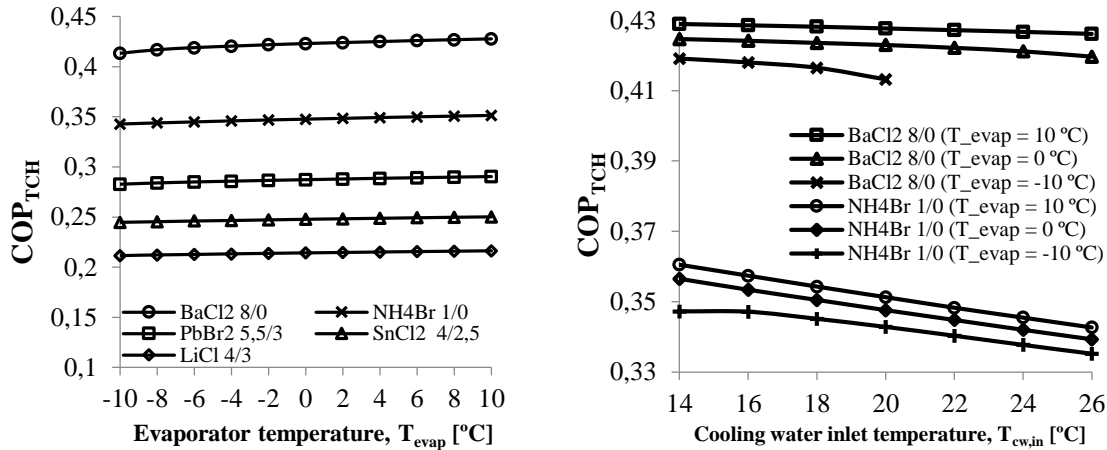 COP_TCH
0,45
0,4
0,35
0,3
0,25
0,2
0,15
0,1
BaCl2 8/0
NH4Br 1/0
PbBr2 5,5/3
SnCl2 4/2,5
LiCl 4/3
-10 -8 -6 -4 -2 0 2 4 6 8 10
Evaporator temperature, T_evap [ºC]
COP_TCH
0,43
0,41
0,39
0,37
0,35
0,33
BaCl2 8/0 (T_evap = 10 ºC)
BaCl2 8/0 (T_evap = 0 ºC)
BaCl2 8/0 (T_evap = -10 ºC)
NH4Br 1/0 (T_evap = 10 ºC)
NH4Br 1/0 (T_evap = 0 ºC)
NH4Br 1/0 (T_evap = -10 ºC)
14 16 18 20 22 24 26
Cooling water inlet temperature, T_cw,in [ºC]